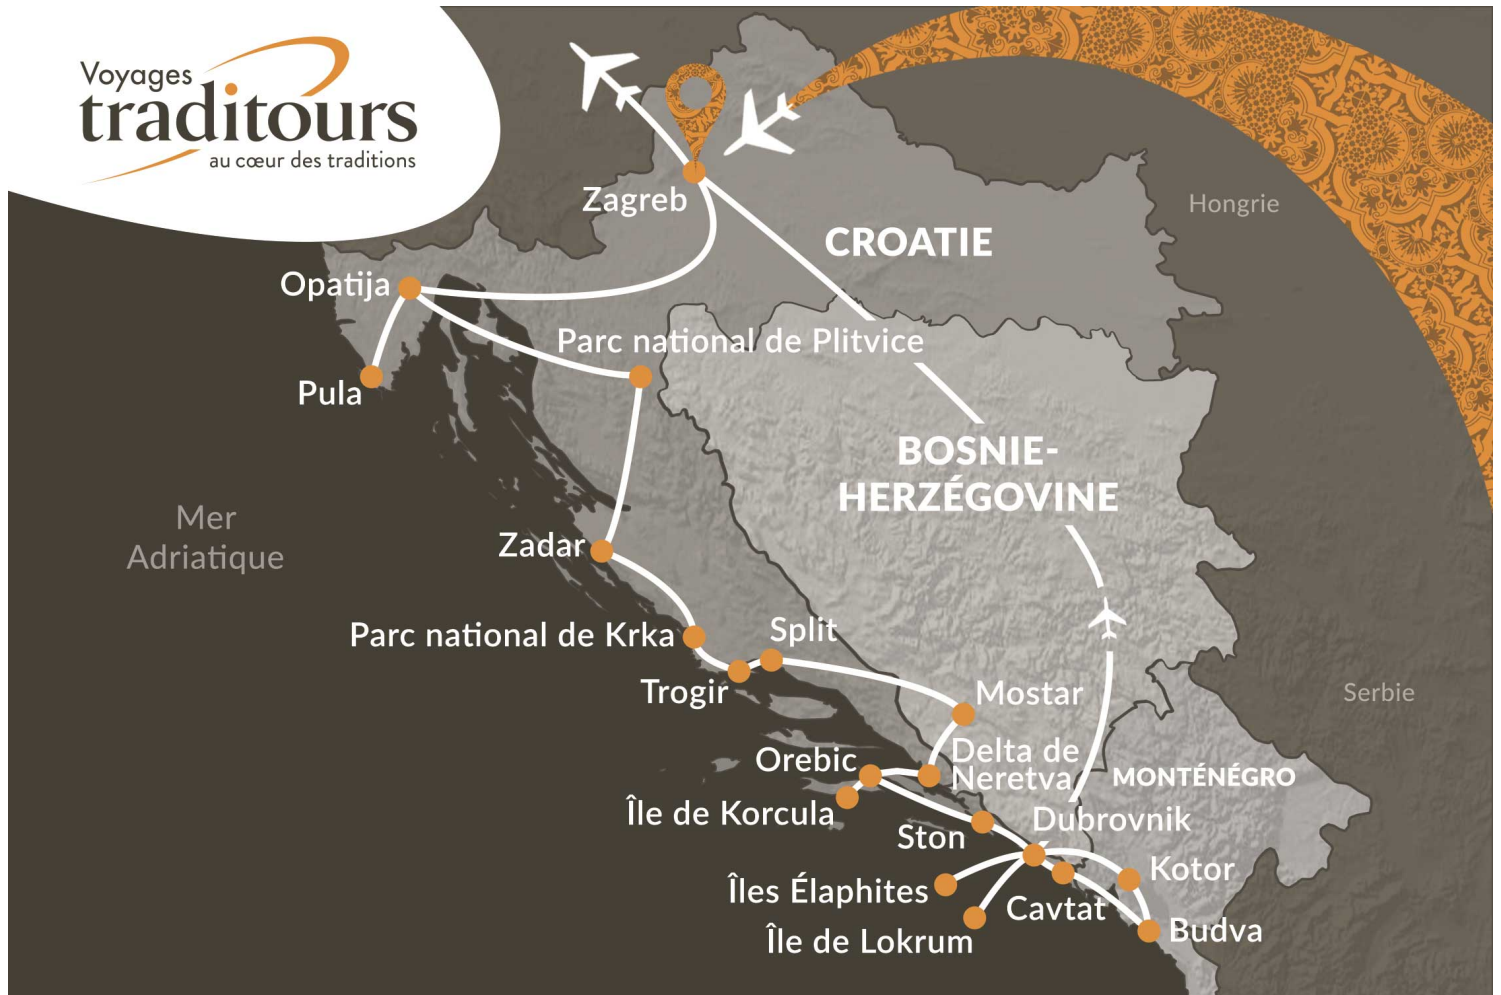 Voyages
traditours
au cœur des traditions
Zagreb
Hongrie
CROATIE
Opatija
Parc national de Plitvice
Pula
BOSNIE-
HERZÉGOVINE
Mer
Adriatique
Zadar
Parc national de Krka
Split
Trogir
Mostar
Serbie
Orebic
Delta de
Neretva
MONTÉNÉGRO
Île de Korcula
Ston
Dubrovnik
Kotor
Îles Élaphites
Cavtat
Budva
Île de Lokrum